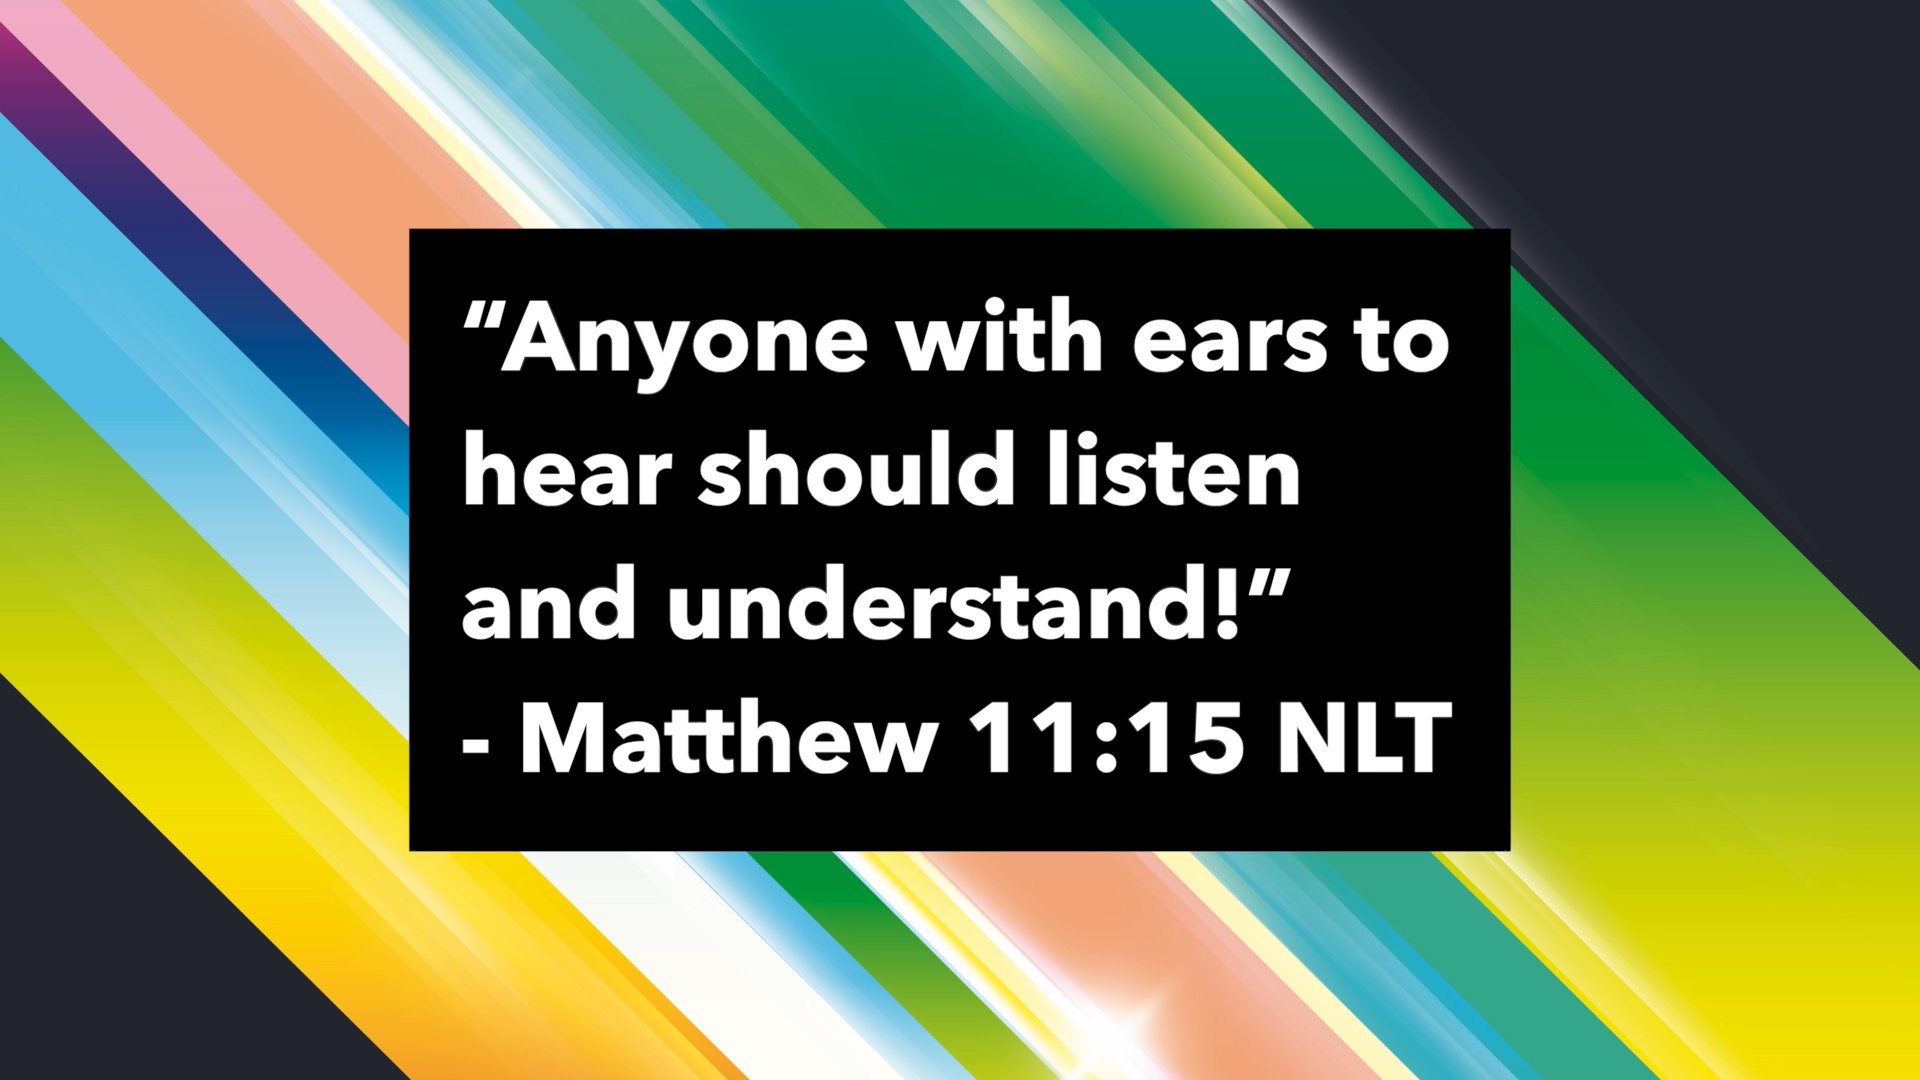 “Anyone with ears to
hear should listen
and understand!”
- Matthew 11:15 NLT